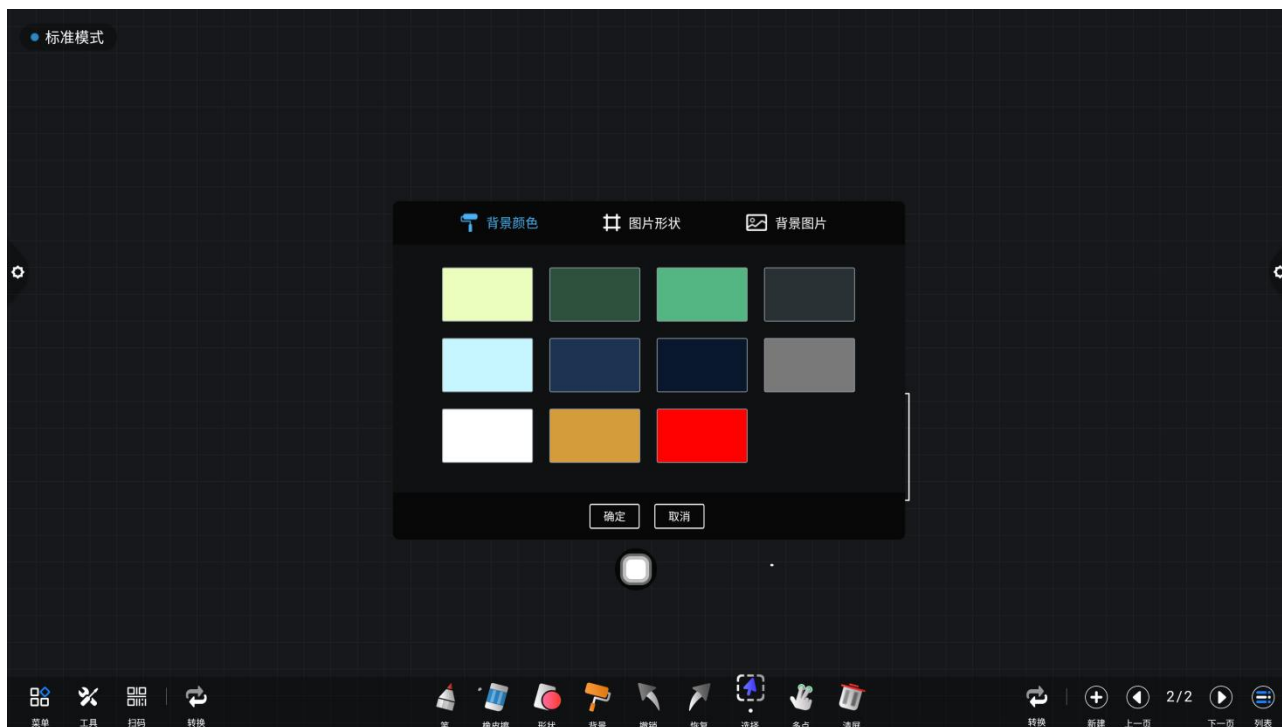 标准模式
背景颜色
图片形状
背景图片
确定
取消
菜单
工具
扫码
转换
笔
橡皮擦
形状
背景
撤销
恢复
选择
多点
清屏
转换
新建
上一页
2/2
下一页
列表